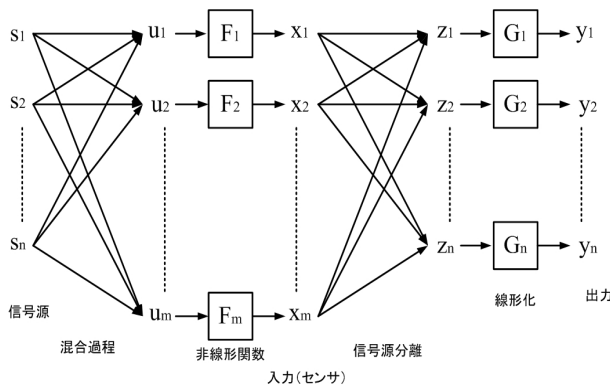 s1 u1 F1 x1 z1 G1 y1
s2 u2 F2 x2 z2 G2 y2
sn zn Gn yn
um Fm xm
信号源
混合過程
非線形関数
入力(センサ)
信号源分離
線形化
出力